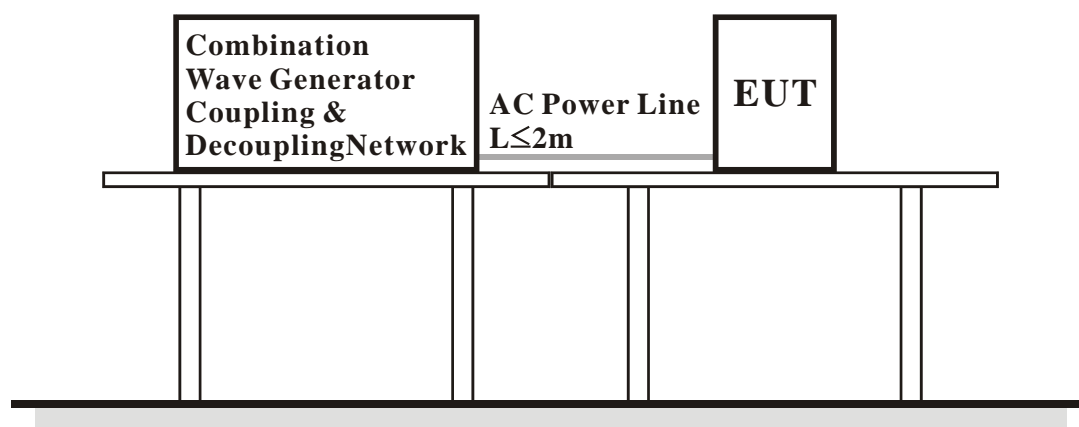 Combination
Wave Generator
Coupling &
DecouplingNetwork
AC Power Line
L≤2m
EUT